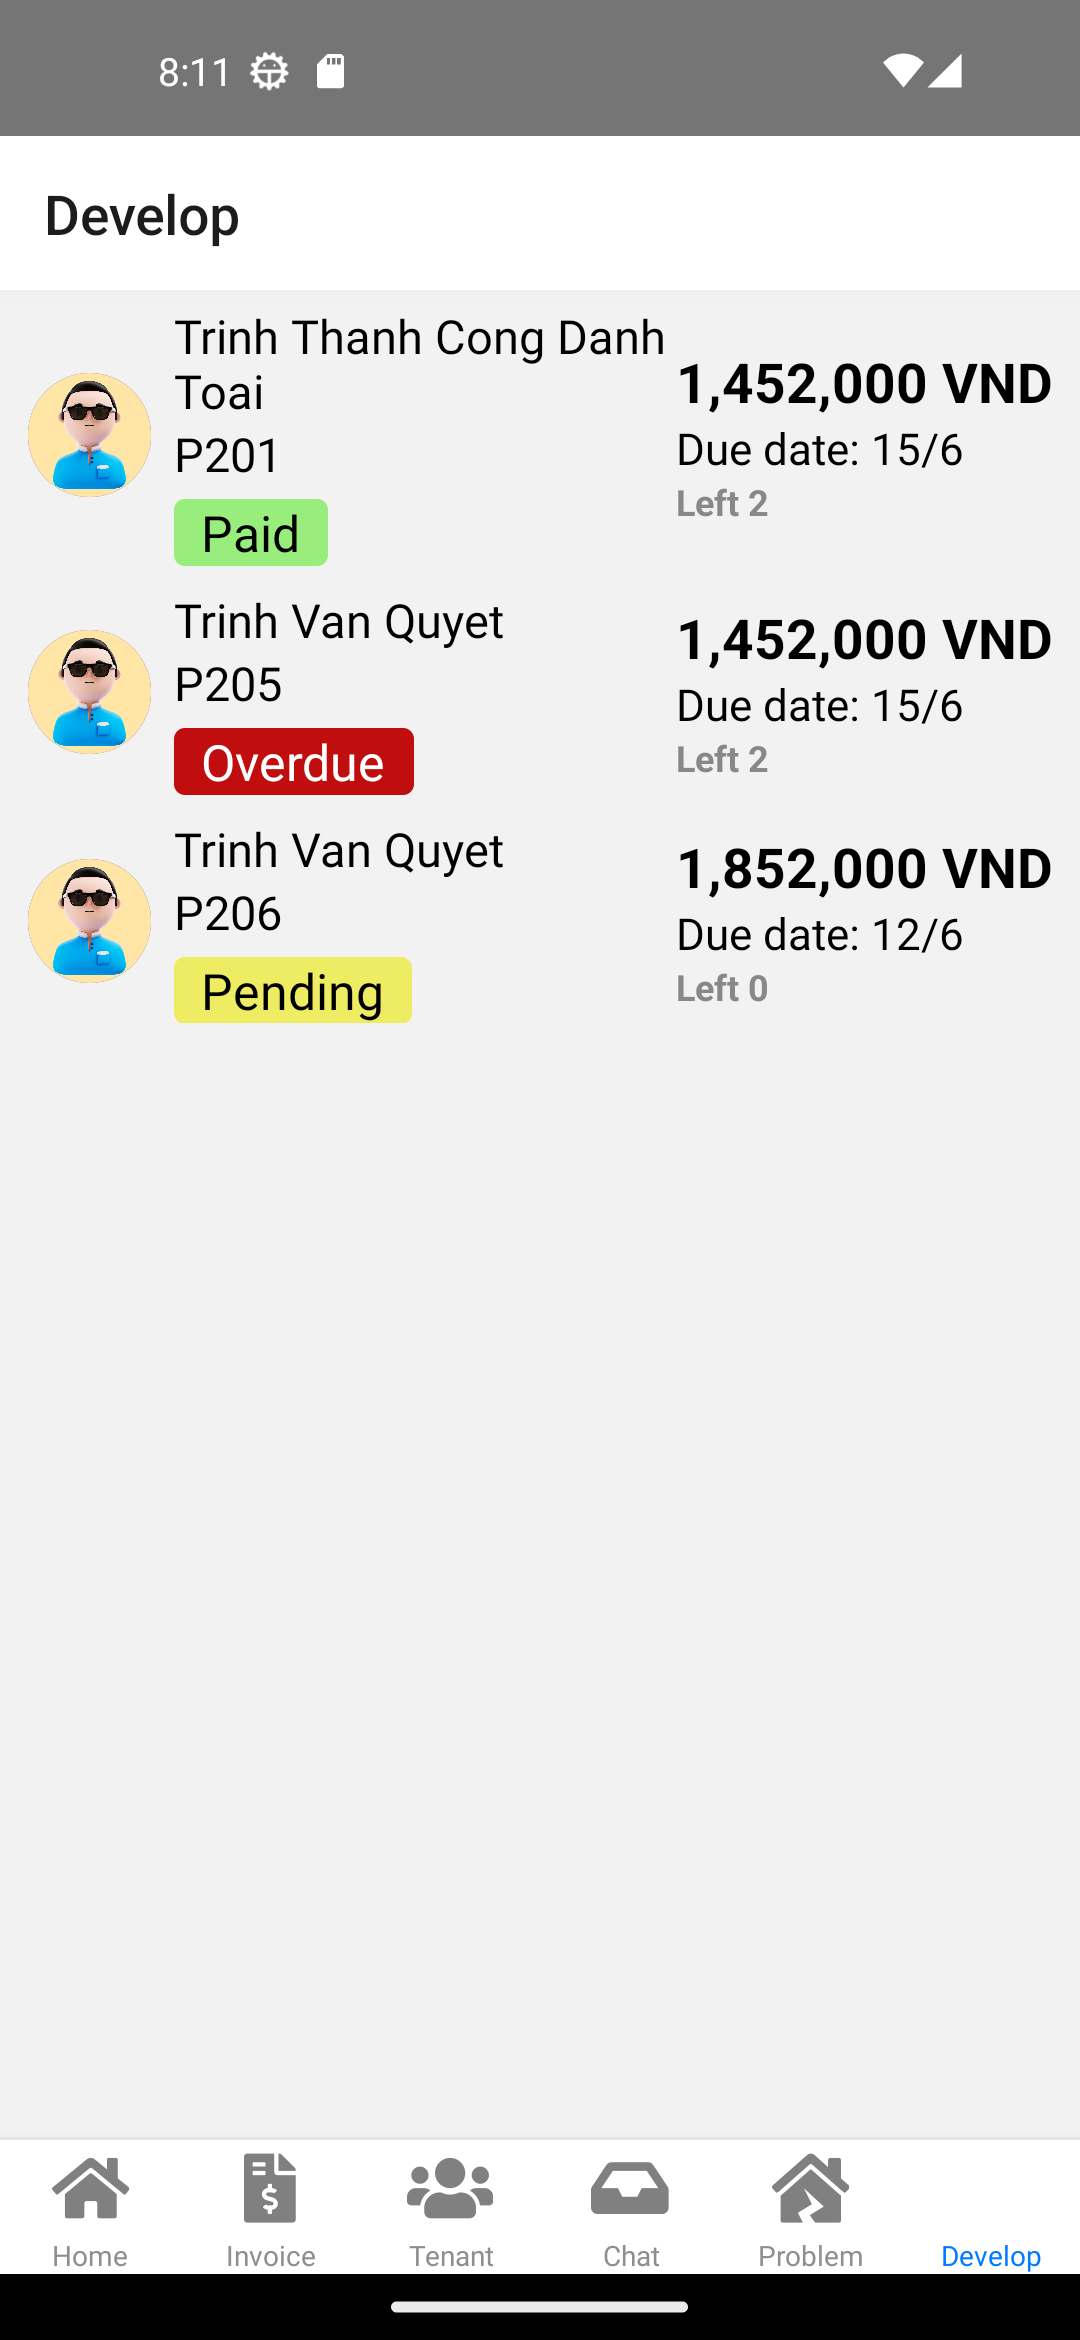 8:11
Develop
Trinh Thanh Cong Danh
Toai
P201
Paid
1,452,000 VND
Due date: 15/6
Left 2
Trinh Van Quyet
P205
Overdue
1,452,000 VND
Due date: 15/6
Left 2
Trinh Van Quyet
P206
Pending
1,852,000 VND
Due date: 12/6
Left 0
Home
Invoice
Tenant
Chat
Problem
Develop